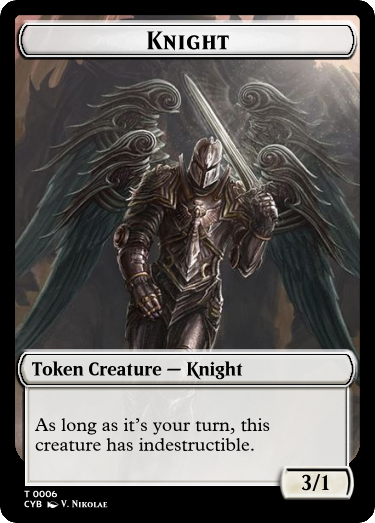 Knight
Token Creature — Knight
As long as it's your turn, this
creature has indestructible.
3/1
T 0006
CYB V. Nikolae